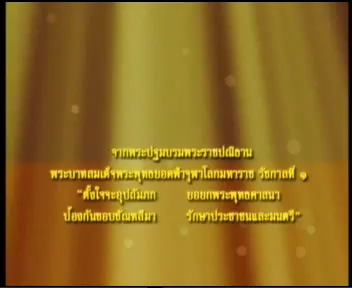 จากพระปฐมบรมพระราชปณิธาน
พระบาทสมเด็จพระพุทธยอดฟ้าจุฬาโลกมหาราช รัชกาลที่ ๑
“ตั้งใจจะอุปถัมภก ยอยกพระพุทธศาสนา
ป้องกันขอบขัณฑสีมา รักษาประชาชนและมนตรี”